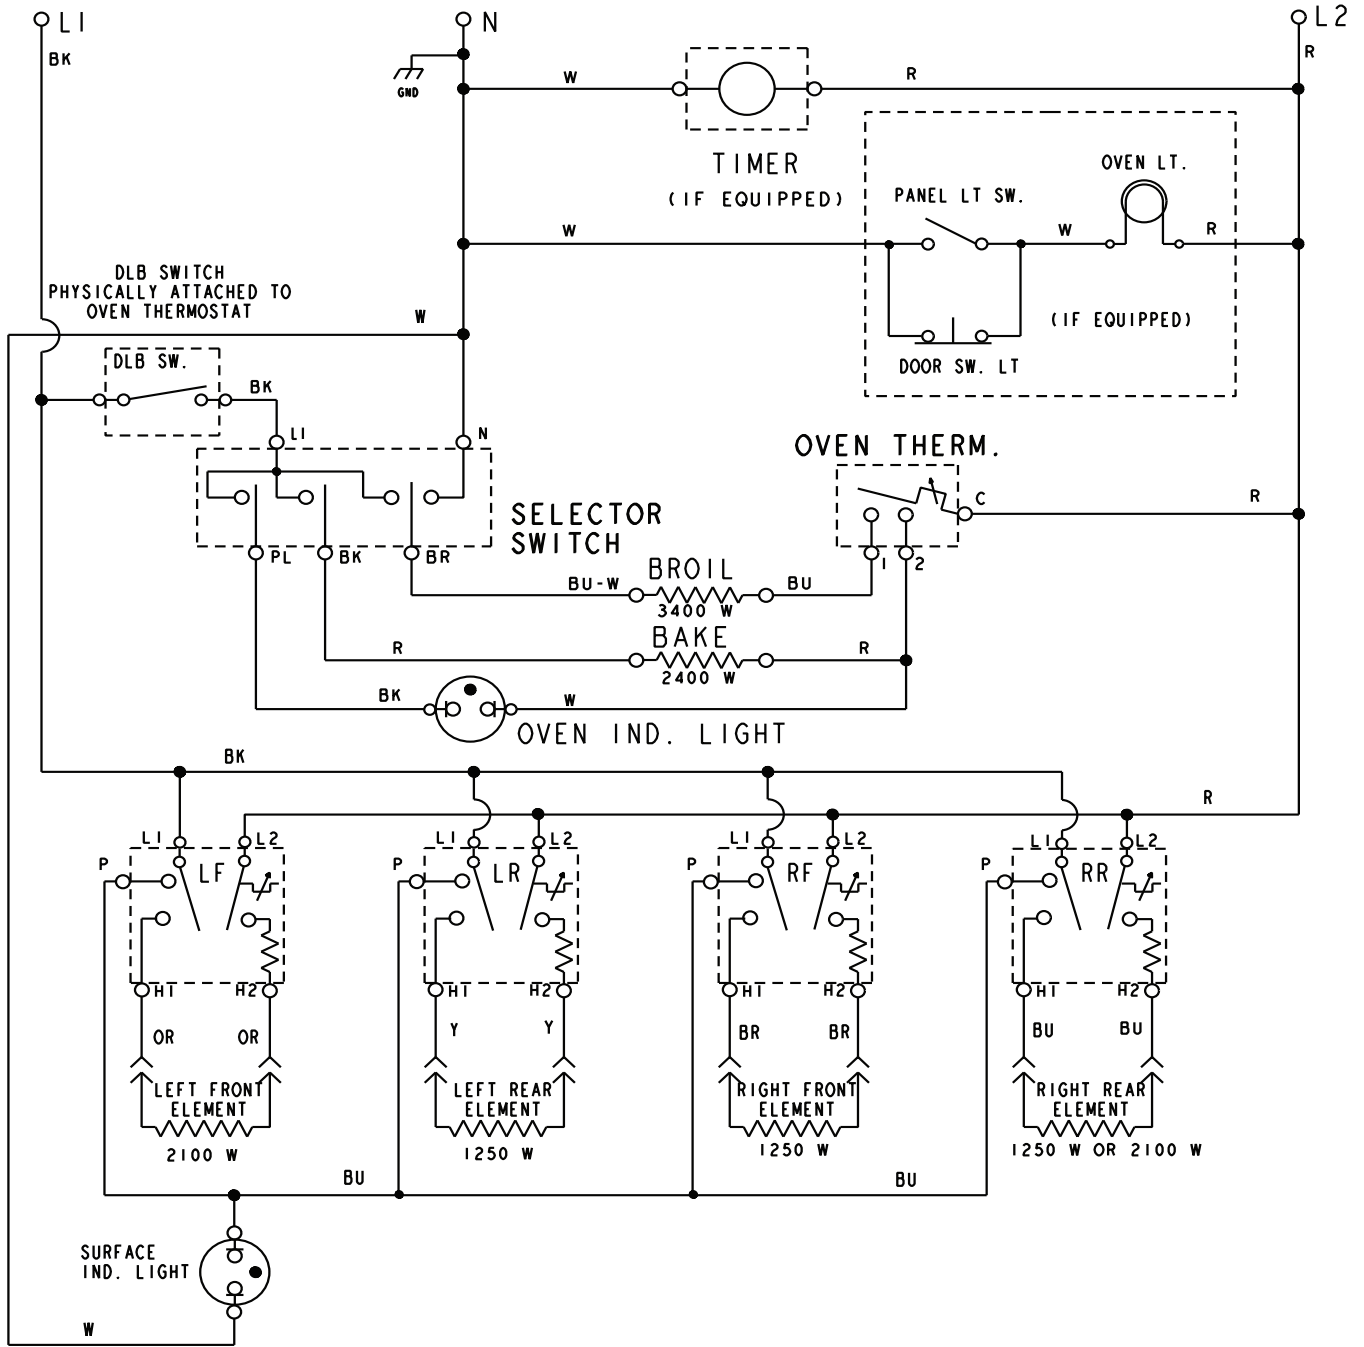 L1
N
L2
BK
R
GND
W
R
TIMER
(IF EQUIPPED)
OVEN LT.
PANEL LT SW.
W
W
R
(IF EQUIPPED)
DOOR SW. LT
DLB SWITCH
PHYSICALLY ATTACHED TO
OVEN THERMOSTAT
W
DLB SW.
BK
L1
N
SELECTOR
SWITCH
PL
BK
BR
OVEN THERM.
C
R
1
2
BU-W
BROIL
BU
3400 W
R
BAKE
R
2400 W
BK
W
OVEN IND. LIGHT
BK
R
L1
L2
P
LF
H1
H2
OR
OR
LEFT FRONT
ELEMENT
2100 W
L1
L2
P
LR
H1
H2
Y
Y
LEFT REAR
ELEMENT
1250 W
L1
L2
P
RF
H1
H2
BR
BR
RIGHT FRONT
ELEMENT
1250 W
L1
L2
P
RR
H1
H2
BU
BU
RIGHT REAR
ELEMENT
1250 W OR 2100 W
BU
BU
SURFACE
IND. LIGHT
W